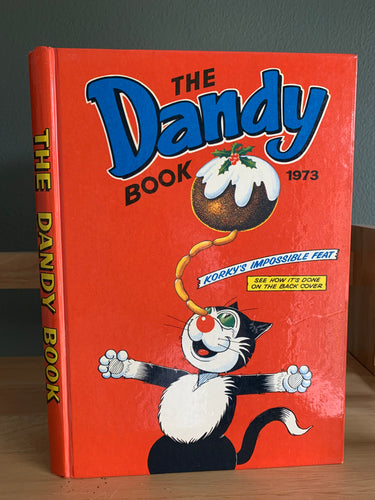 THE
Dandy
BOOK 1973
KORKY'S IMPOSSIBLE FEAT
SEE HOW IT'S DONE
ON THE BACK COVER
THE DANDY BOOK